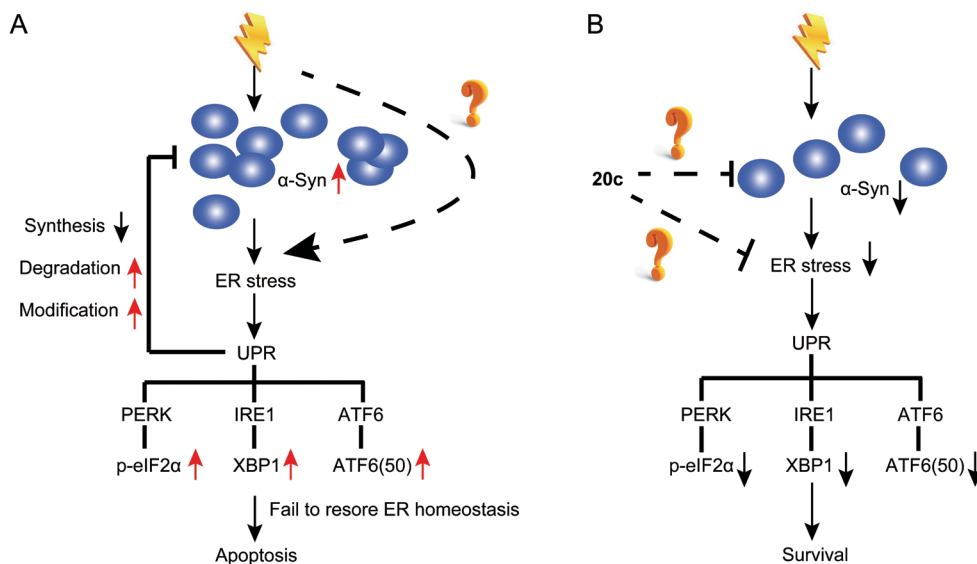 A
α-Syn
Synthesis
Degradation
Modification
ER stress
UPR
PERK IRE1 ATF6
p-eIF2α XBP1 ATF6(50)
Fail to resore ER homeostasis
Apoptosis
B
20c
α-Syn
ER stress
UPR
PERK IRE1 ATF6
p-eIF2α XBP1 ATF6(50)
Survival